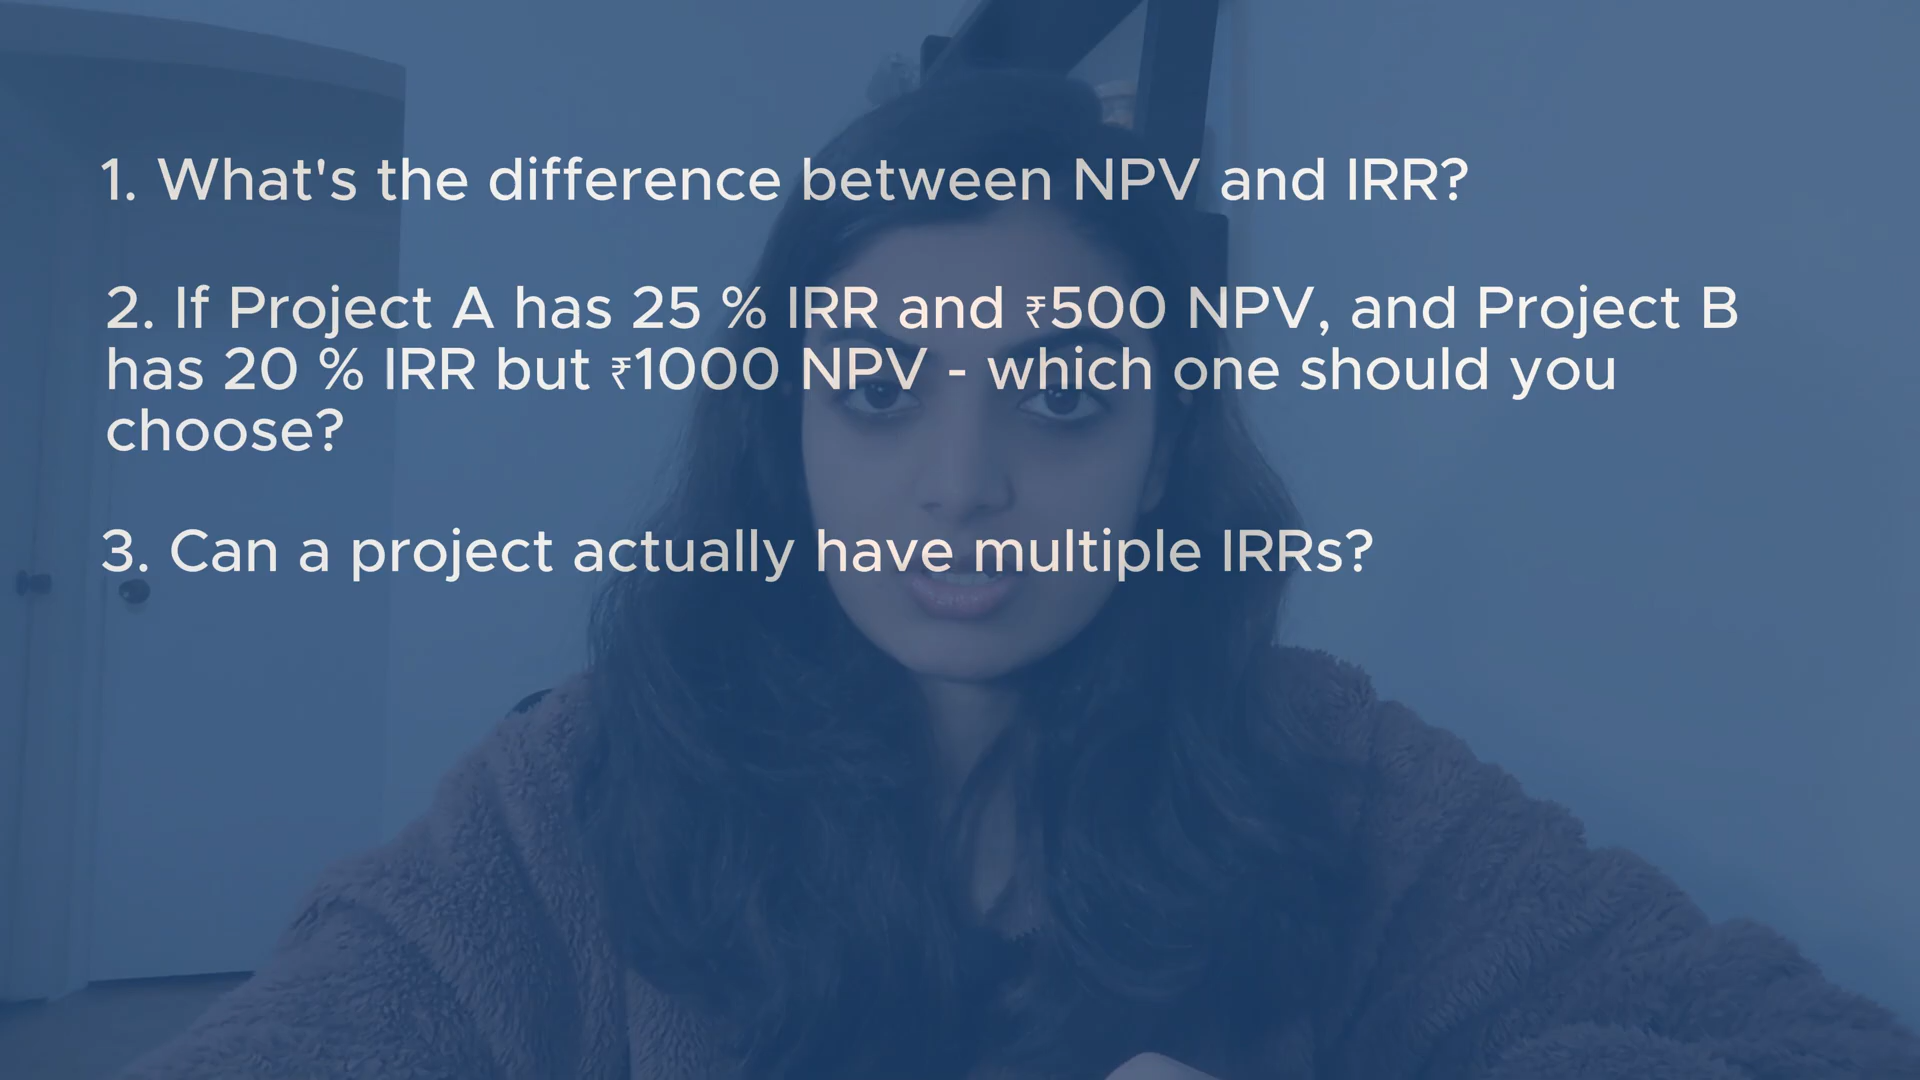 1. What's the difference between NPV and IRR?
2. If Project A has 25 % IRR and ₹500 NPV, and Project B
has 20 % IRR but ₹1000 NPV - which one should you
choose?
3. Can a project actually have multiple IRRs?